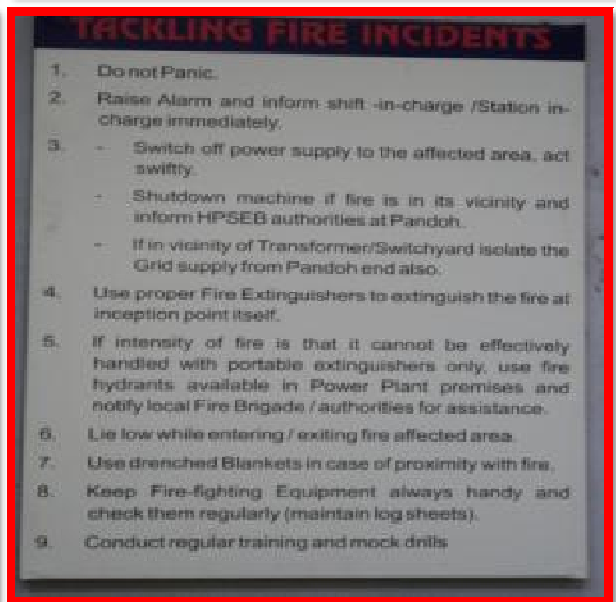 TACKLING FIRE INCIDENTS
1. Do not Panic.
2. Raise Alarm and inform shift -in-charge /Station in-
charge immediately.
3. - Switch off power supply to the affected area, act
swiftly.
- Shutdown machine if fire is in its vicinity and
inform HPSEB authorities at Pandoh.
- If in vicinity of Transformer/Switchyard isolate the
Grid supply from Pandoh end also.
4. Use proper Fire Extinguishers to extinguish the fire at
inception point itself.
5. If intensity of fire is that it cannot be effectively
handled with portable extinguishers only, use fire
hydrants available in Power Plant premises and
notify local Fire Brigade / authorities for assistance.
6. Lie low while entering / exiting fire affected area.
7. Use drenched Blankets in case of proximity with fire.
8. Keep Fire-fighting Equipment always handy and
check them regularly (maintain log sheets).
9. Conduct regular training and mock drills